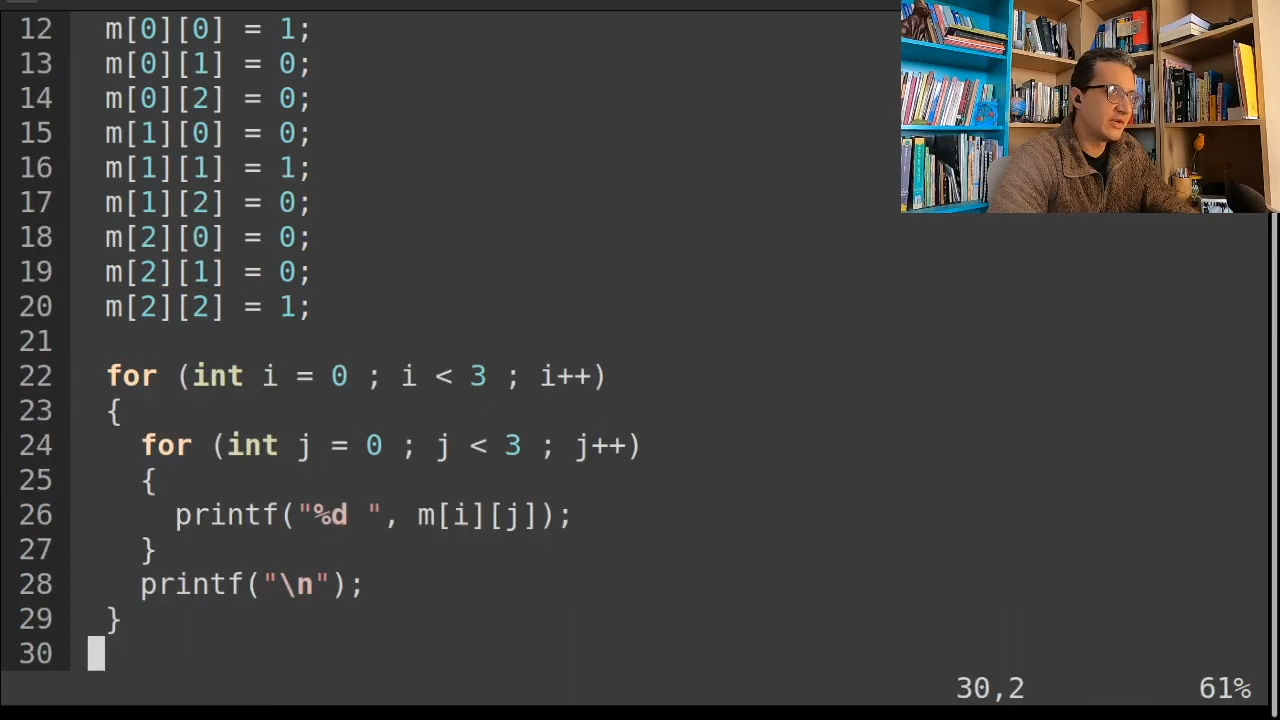 12 m[0][0] = 1;
13 m[0][1] = 0;
14 m[0][2] = 0;
15 m[1][0] = 0;
16 m[1][1] = 1;
17 m[1][2] = 0;
18 m[2][0] = 0;
19 m[2][1] = 0;
20 m[2][2] = 1;
21
22 for (int i = 0 ; i < 3 ; i++)
23 {
24   for (int j = 0 ; j < 3 ; j++)
25   {
26     printf("%d ", m[i][j]);
27   }
28   printf("\n");
29 }
30
30,2 61%